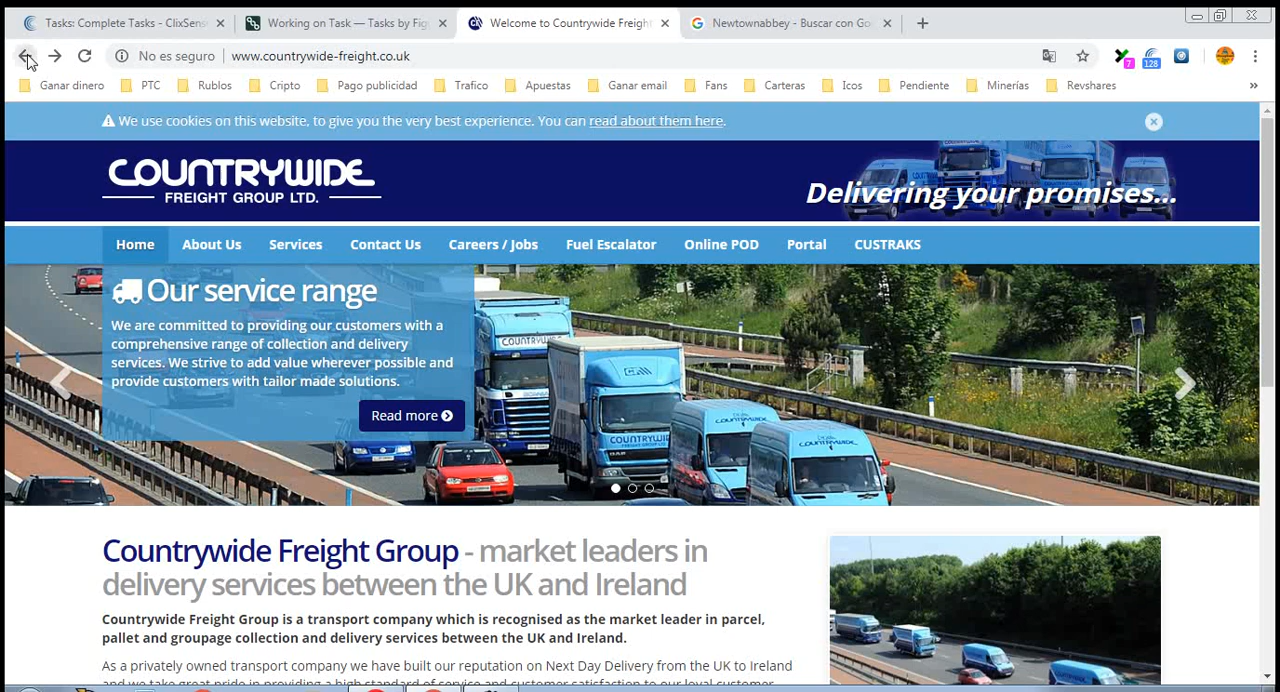 Tasks: Complete Tasks - ClixSens
Working on Task — Tasks by Fig
Welcome to Countrywide Freigh
Newtownabbey - Buscar con Go
No es seguro
www.countrywide-freight.co.uk
7
128
Ganar dinero
PTC
Rublos
Cripto
Pago publicidad
Trafico
Apuestas
Ganar email
Fans
Carteras
Icos
Pendiente
Minerías
Revshares
»
We use cookies on this website, to give you the very best experience. You can read about them here.
COUNTRYWIDE
FREIGHT GROUP LTD.
Delivering your promises...
Home
About Us
Services
Contact Us
Careers / Jobs
Fuel Escalator
Online POD
Portal
CUSTRAKS
Our service range
We are committed to providing our customers with a
comprehensive range of collection and delivery
services. We strive to add value wherever possible and
provide customers with tailor made solutions.
Read more
Countrywide Freight Group - market leaders in
delivery services between the UK and Ireland
Countrywide Freight Group is a transport company which is recognised as the market leader in parcel,
pallet and groupage collection and delivery services between the UK and Ireland.
As a privately owned transport company we have built our reputation on Next Day Delivery from the UK to Ireland
and we take great pride in providing a high standard of service and customer satisfaction to our loyal customer